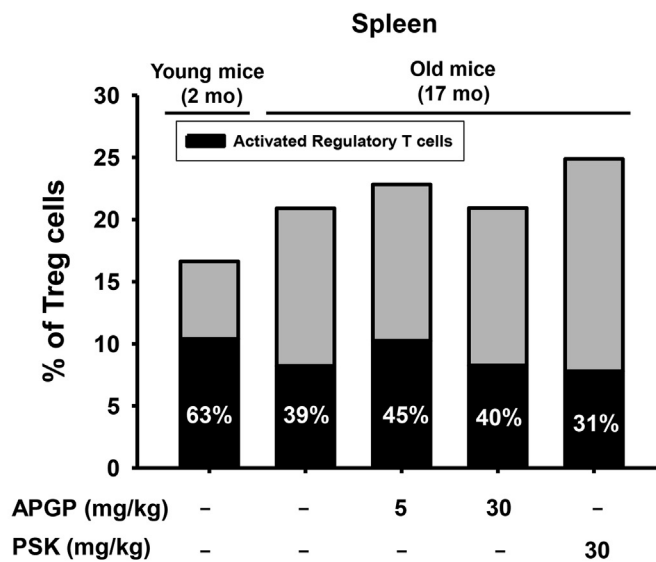 Spleen
Young mice
(2 mo)
Old mice
(17 mo)
% of Treg cells
30
25
20
15
10
5
0
Activated Regulatory T cells
63%
39%
45%
40%
31%
APGP (mg/kg) – – 5 30 –
PSK (mg/kg) – – – – 30